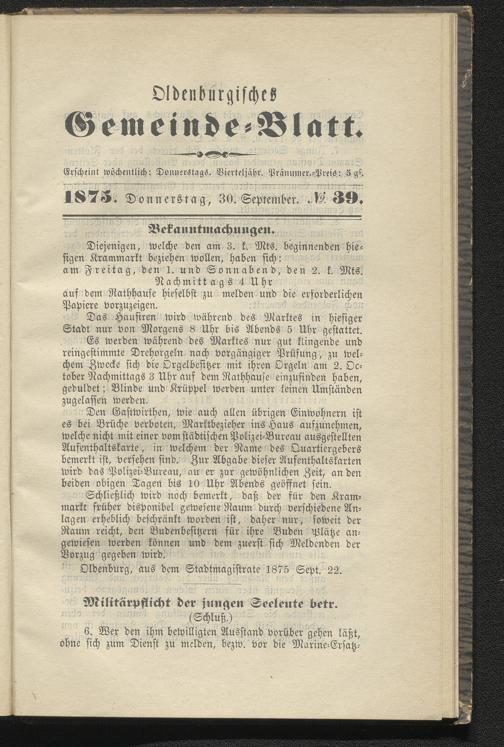 Oldenburgisches
Gemeinde-Blatt.
Erscheint wöchentlich: Donnerstags. Vierteljähr. Pränumer.-Preis: 5 gſ.
1875. Donnerstag, 30. September. № 39.
Bekanntmachungen.
Diejenigen, welche den am 3. k. Mts. beginnenden hie-
sigen Krammarkt beziehen wollen, haben sich:
am Freitag, den 1. und Sonnabend, den 2. k. Mts.
Nachmittags 4 Uhr
auf dem Rathhause hieselbst zu melden und die erforderlichen
Papiere vorzuzeigen.
Das Hausiren wird während des Marktes in hiesiger
Stadt nur von Morgens 8 Uhr bis Abends 5 Uhr gestattet.
Es werden während des Marktes nur gut klingende und
reingestimmte Drehorgeln nach vorgängiger Prüfung, zu wel-
chem Zwecke sich die Orgelbesitzer mit ihren Orgeln am 2. Oc-
tober Nachmittags 3 Uhr auf dem Rathhause einzufinden haben,
geduldet; Blinde und Krüppel werden unter keinen Umständen
zugelassen werden.
Den Gastwirthen, wie auch allen übrigen Einwohnern ist
es bei Brüche verboten, Marktbezieher ins Haus aufzunehmen,
welche nicht mit einer vom städtischen Polizei-Bureau ausgestellten
Aufenthaltskarte, in welchem der Name des Quartiergebers
bemerkt ist, versehen sind. Zur Abgabe dieser Aufenthaltskarten
wird das Polizei-Bureau, außer zur gewöhnlichen Zeit, an den
beiden obigen Tagen bis 10 Uhr Abends geöffnet sein.
Schließlich wird noch bemerkt, daß der für den Kram-
markt früher disponibel gewesene Raum durch verschiedene An-
lagen erheblich beschränkt worden ist, daher nur, soweit der
Raum reicht, den Budenbesitzern für ihre Buden Plätze an-
gewiesen werden können und den zuerst sich Meldenden der
Vorzug gegeben wird.
Oldenburg, aus dem Stadtmagistrate 1875 Sept. 22.
Militärpflicht der jungen Seeleute betr.
(Schluß.)
6. Wer den ihm bewilligten Ausstand vorüber gehen läßt,
ohne sich zum Dienst zu melden, bezw. vor die Marine-Ersatz-